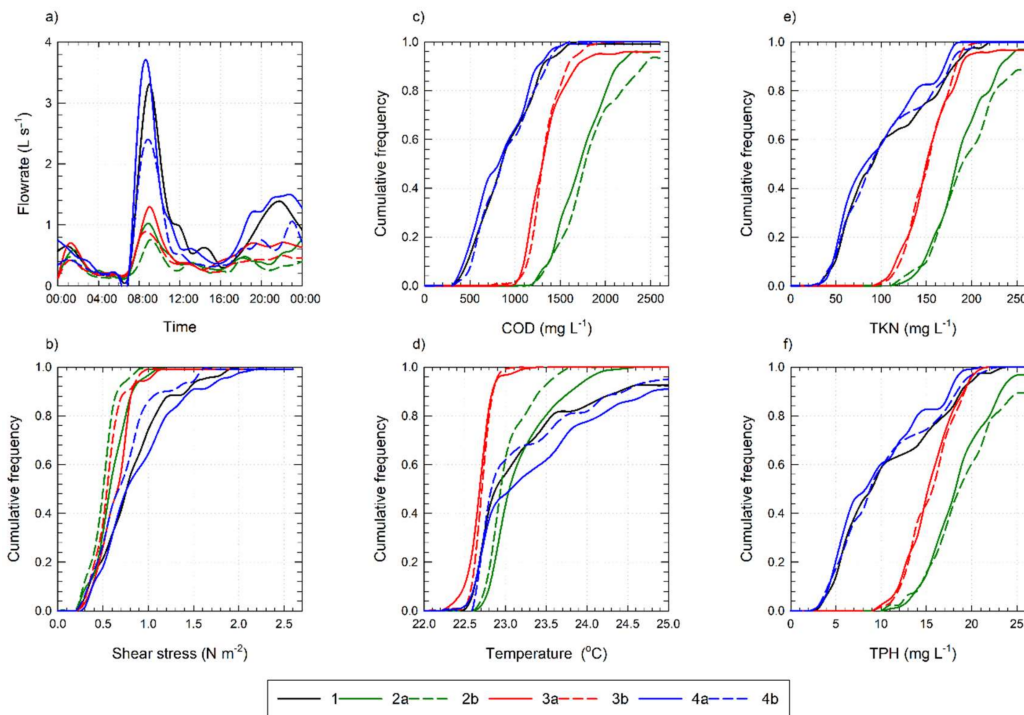 a)
4
3
2
1
0
Flowrate (L s⁻¹)
00:00 04:00 08:00 12:00 16:00 20:00 00:00
Time
c)
1.0
0.8
0.6
0.4
0.2
0.0
Cumulative frequency
0 500 1000 1500 2000 2500
COD (mg L⁻¹)
e)
1.0
0.8
0.6
0.4
0.2
0.0
Cumulative frequency
0 50 100 150 200 250
TKN (mg L⁻¹)
b)
1.0
0.8
0.6
0.4
0.2
0.0
Cumulative frequency
0.0 0.5 1.0 1.5 2.0 2.5
Shear stress (N m⁻²)
d)
1.0
0.8
0.6
0.4
0.2
0.0
Cumulative frequency
22.0 22.5 23.0 23.5 24.0 24.5 25.0
Temperature (ºC)
f)
1.0
0.8
0.6
0.4
0.2
0.0
Cumulative frequency
0 5 10 15 20 25
TPH (mg L⁻¹)
1 2a 2b 3a 3b 4a 4b